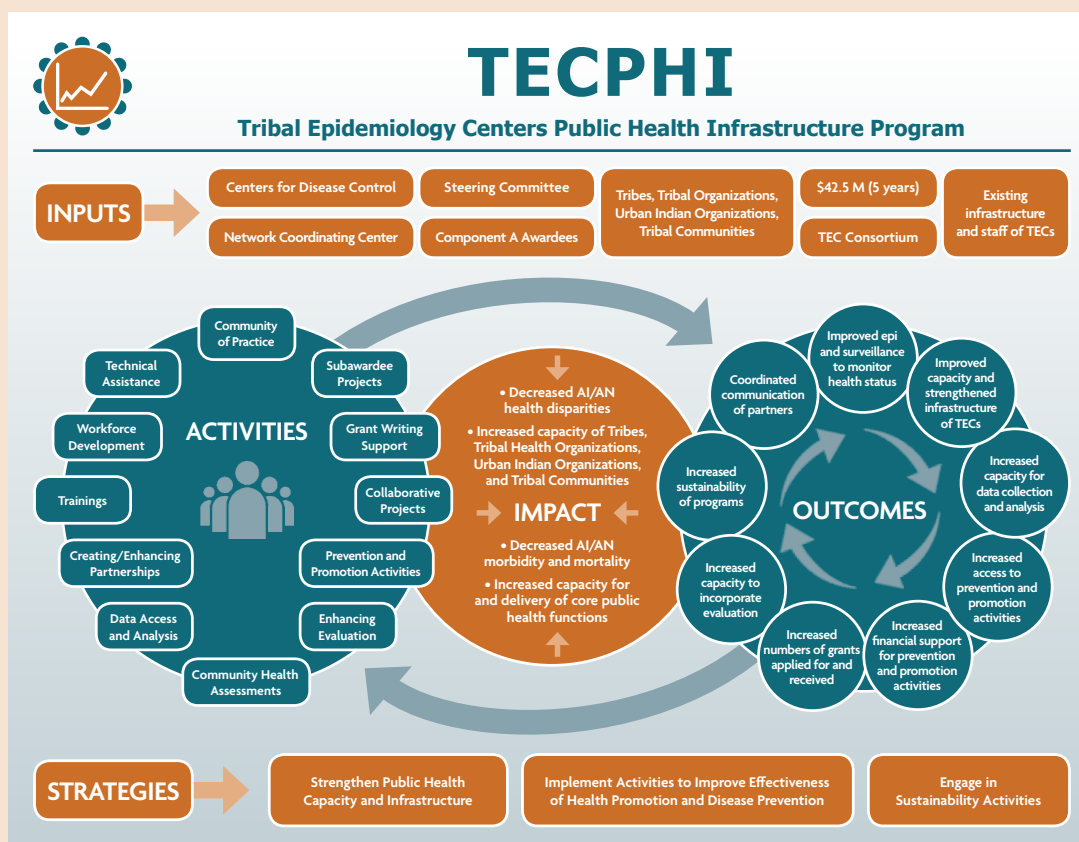 TECPHI
Tribal Epidemiology Centers Public Health Infrastructure Program
INPUTS
Centers for Disease Control
Network Coordinating Center
Steering Committee
Component A Awardees
Tribes, Tribal Organizations,
Urban Indian Organizations,
Tribal Communities
$42.5 M (5 years)
TEC Consortium
Existing
infrastructure
and staff of TECs
ACTIVITIES
Community
of Practice
Subawardee
Projects
Grant Writing
Support
Collaborative
Projects
Prevention and
Promotion Activities
Enhancing
Evaluation
Community Health
Assessments
Data Access
and Analysis
Creating/Enhancing
Partnerships
Trainings
Workforce
Development
Technical
Assistance
• Decreased AI/AN
health disparities
• Increased capacity of Tribes,
Tribal Health Organizations,
Urban Indian Organizations,
and Tribal Communities
IMPACT
• Decreased AI/AN
morbidity and mortality
• Increased capacity for
and delivery of core public
health functions
OUTCOMES
Improved epi
and surveillance
to monitor
health status
Improved
capacity and
strengthened
infrastructure
of TECs
Increased
capacity for
data collection
and analysis
Increased
access to
prevention and
promotion
activities
Increased
financial support
for prevention
and promotion
activities
Increased
numbers of grants
applied for and
received
Increased
capacity to
incorporate
evaluation
Increased
sustainability
of programs
Coordinated
communication
of partners
STRATEGIES
Strengthen Public Health
Capacity and Infrastructure
Implement Activities to Improve Effectiveness
of Health Promotion and Disease Prevention
Engage in
Sustainability Activities